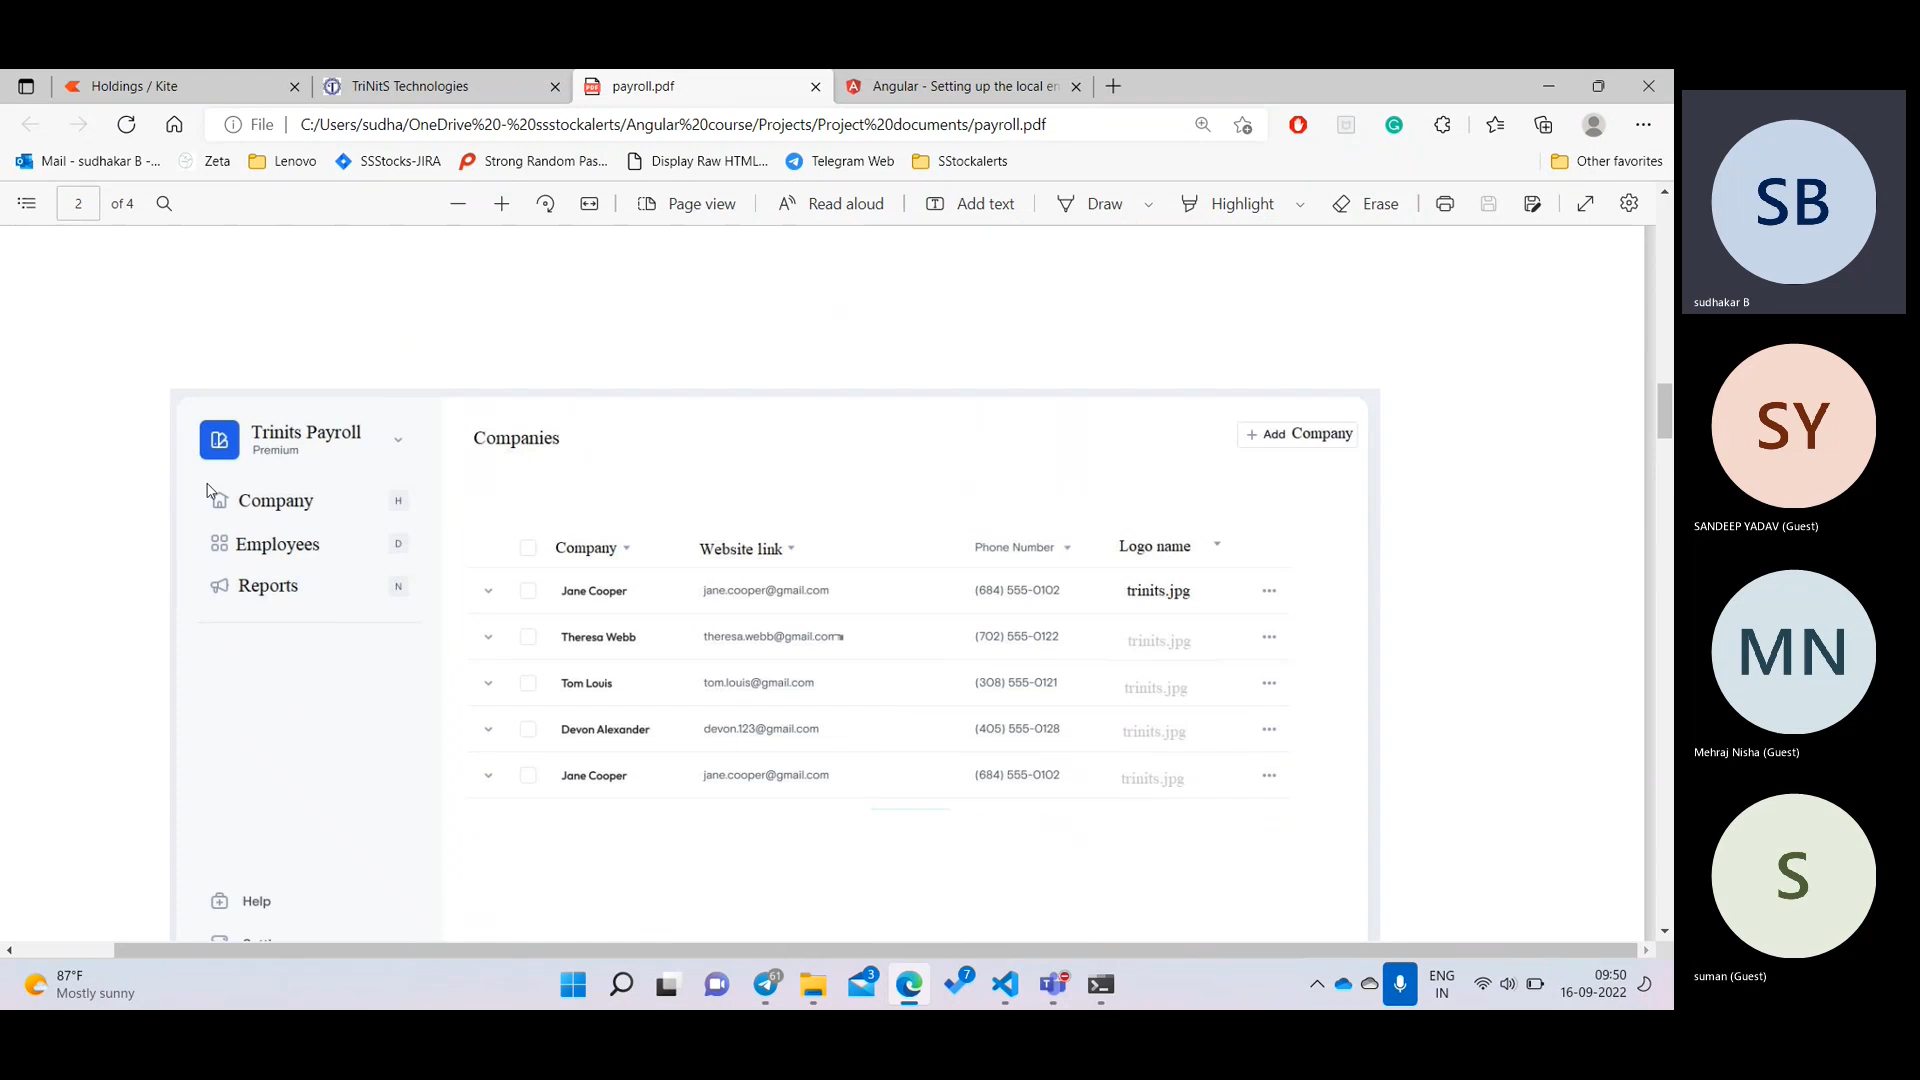 Holdings / Kite
TriNitS Technologies
payroll.pdf
Angular - Setting up the local en
File
C:/Users/sudha/OneDrive%20-%20ssstockalerts/Angular%20course/Projects/Project%20documents/payroll.pdf
Mail - sudhakar B -...
Zeta
Lenovo
SSStocks-JIRA
Strong Random Pas...
Display Raw HTML...
Telegram Web
SStockalerts
Other favorites
2 of 4
Page view
Read aloud
Add text
Draw
Highlight
Erase
Trinits Payroll
Premium
Company H
Employees D
Reports N
Help
Companies
+ Add Company
Company Website link Phone Number Logo name
Jane Cooper jane.cooper@gmail.com (684) 555-0102 trinits.jpg
Theresa Webb theresa.webb@gmail.com (702) 555-0122 trinits.jpg
Tom Louis tom.louis@gmail.com (308) 555-0121 trinits.jpg
Devon Alexander devon.123@gmail.com (405) 555-0128 trinits.jpg
Jane Cooper jane.cooper@gmail.com (684) 555-0102 trinits.jpg
87°F
Mostly sunny
61
3
7
ENG
IN
09:50
16-09-2022
SB
sudhakar B
SY
SANDEEP YADAV (Guest)
MN
Mehraj Nisha (Guest)
S
suman (Guest)